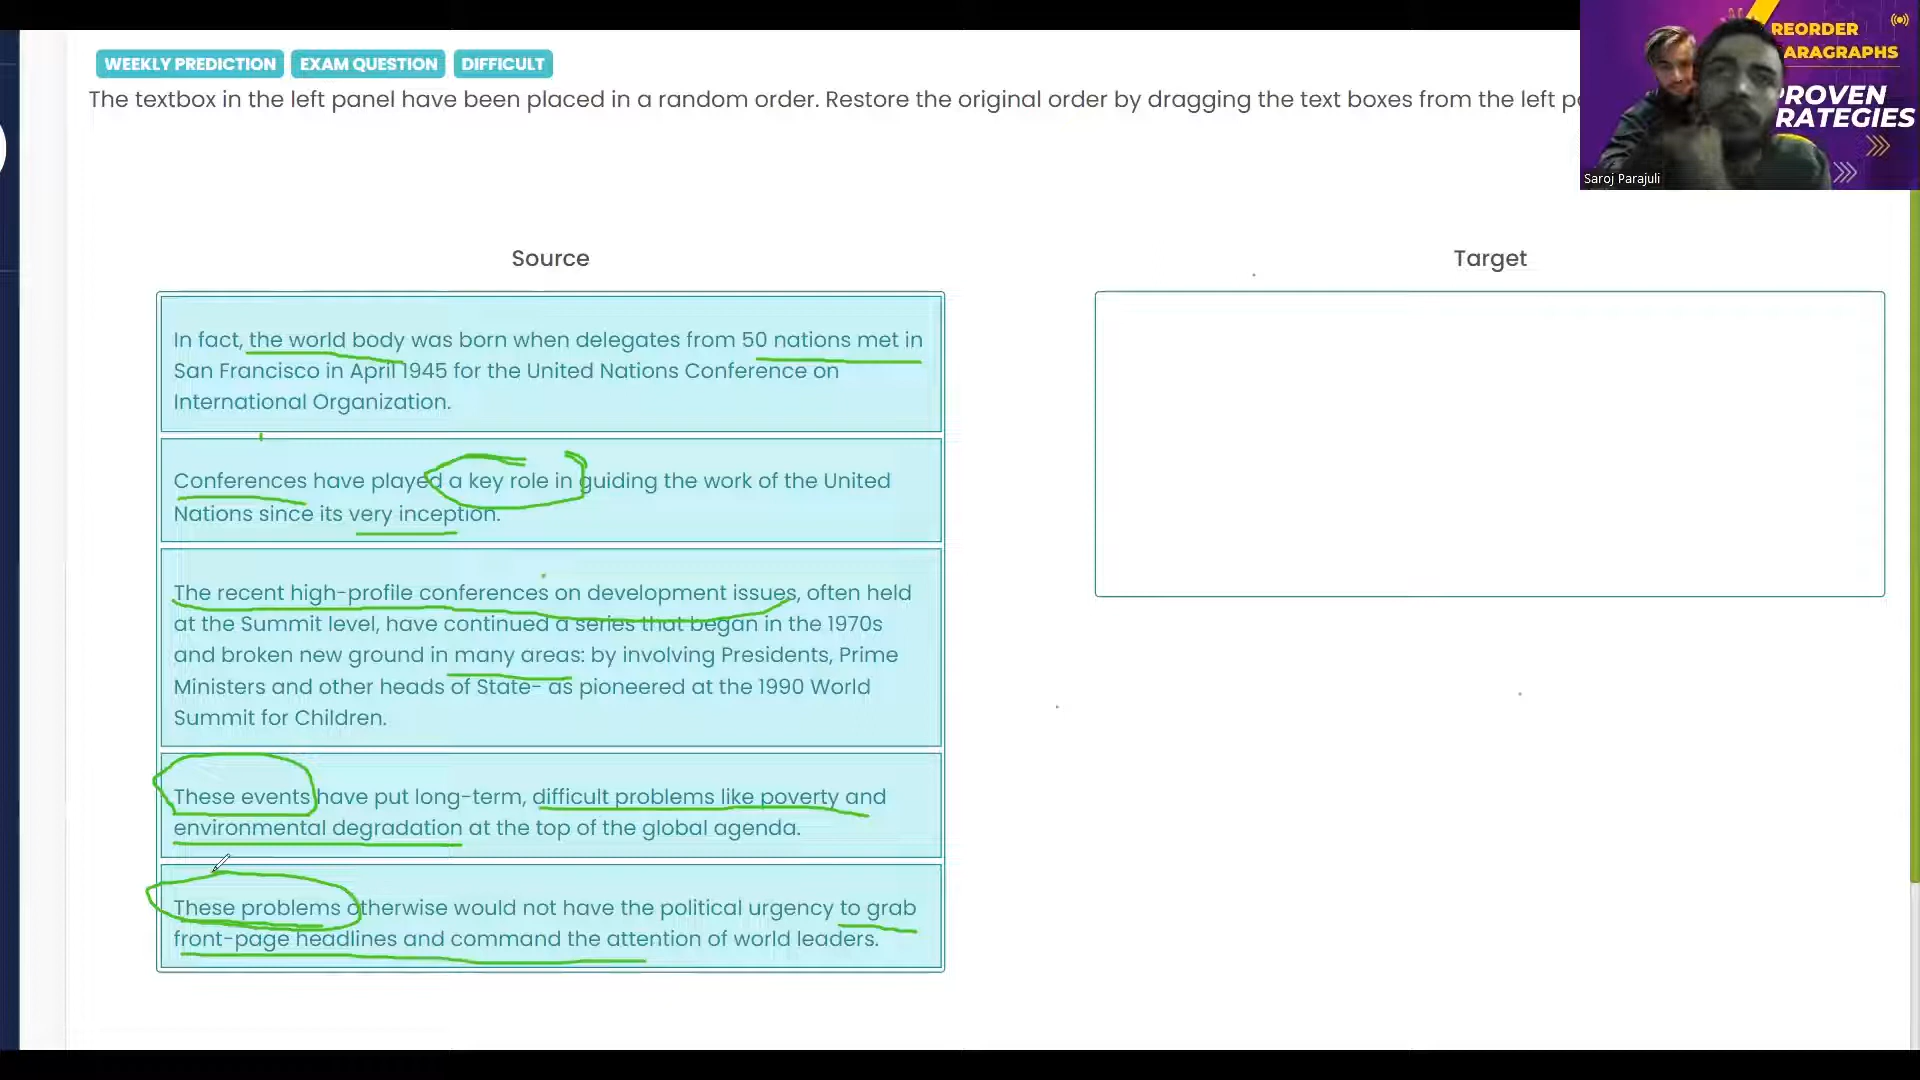 WEEKLY PREDICTION EXAM QUESTION DIFFICULT
The textbox in the left panel have been placed in a random order. Restore the original order by dragging the text boxes from the left
REORDER
ARAGRAPHS
PROVEN
RATEGIES
Saroj Parajuli
Source
Target
In fact, the world body was born when delegates from 50 nations met in
San Francisco in April 1945 for the United Nations Conference on
International Organization.
Conferences have played a key role in guiding the work of the United
Nations since its very inception.
The recent high-profile conferences on development issues, often held
at the Summit level, have continued a series that began in the 1970s
and broken new ground in many areas: by involving Presidents, Prime
Ministers and other heads of State- as pioneered at the 1990 World
Summit for Children.
These events have put long-term, difficult problems like poverty and
environmental degradation at the top of the global agenda.
These problems otherwise would not have the political urgency to grab
front-page headlines and command the attention of world leaders.